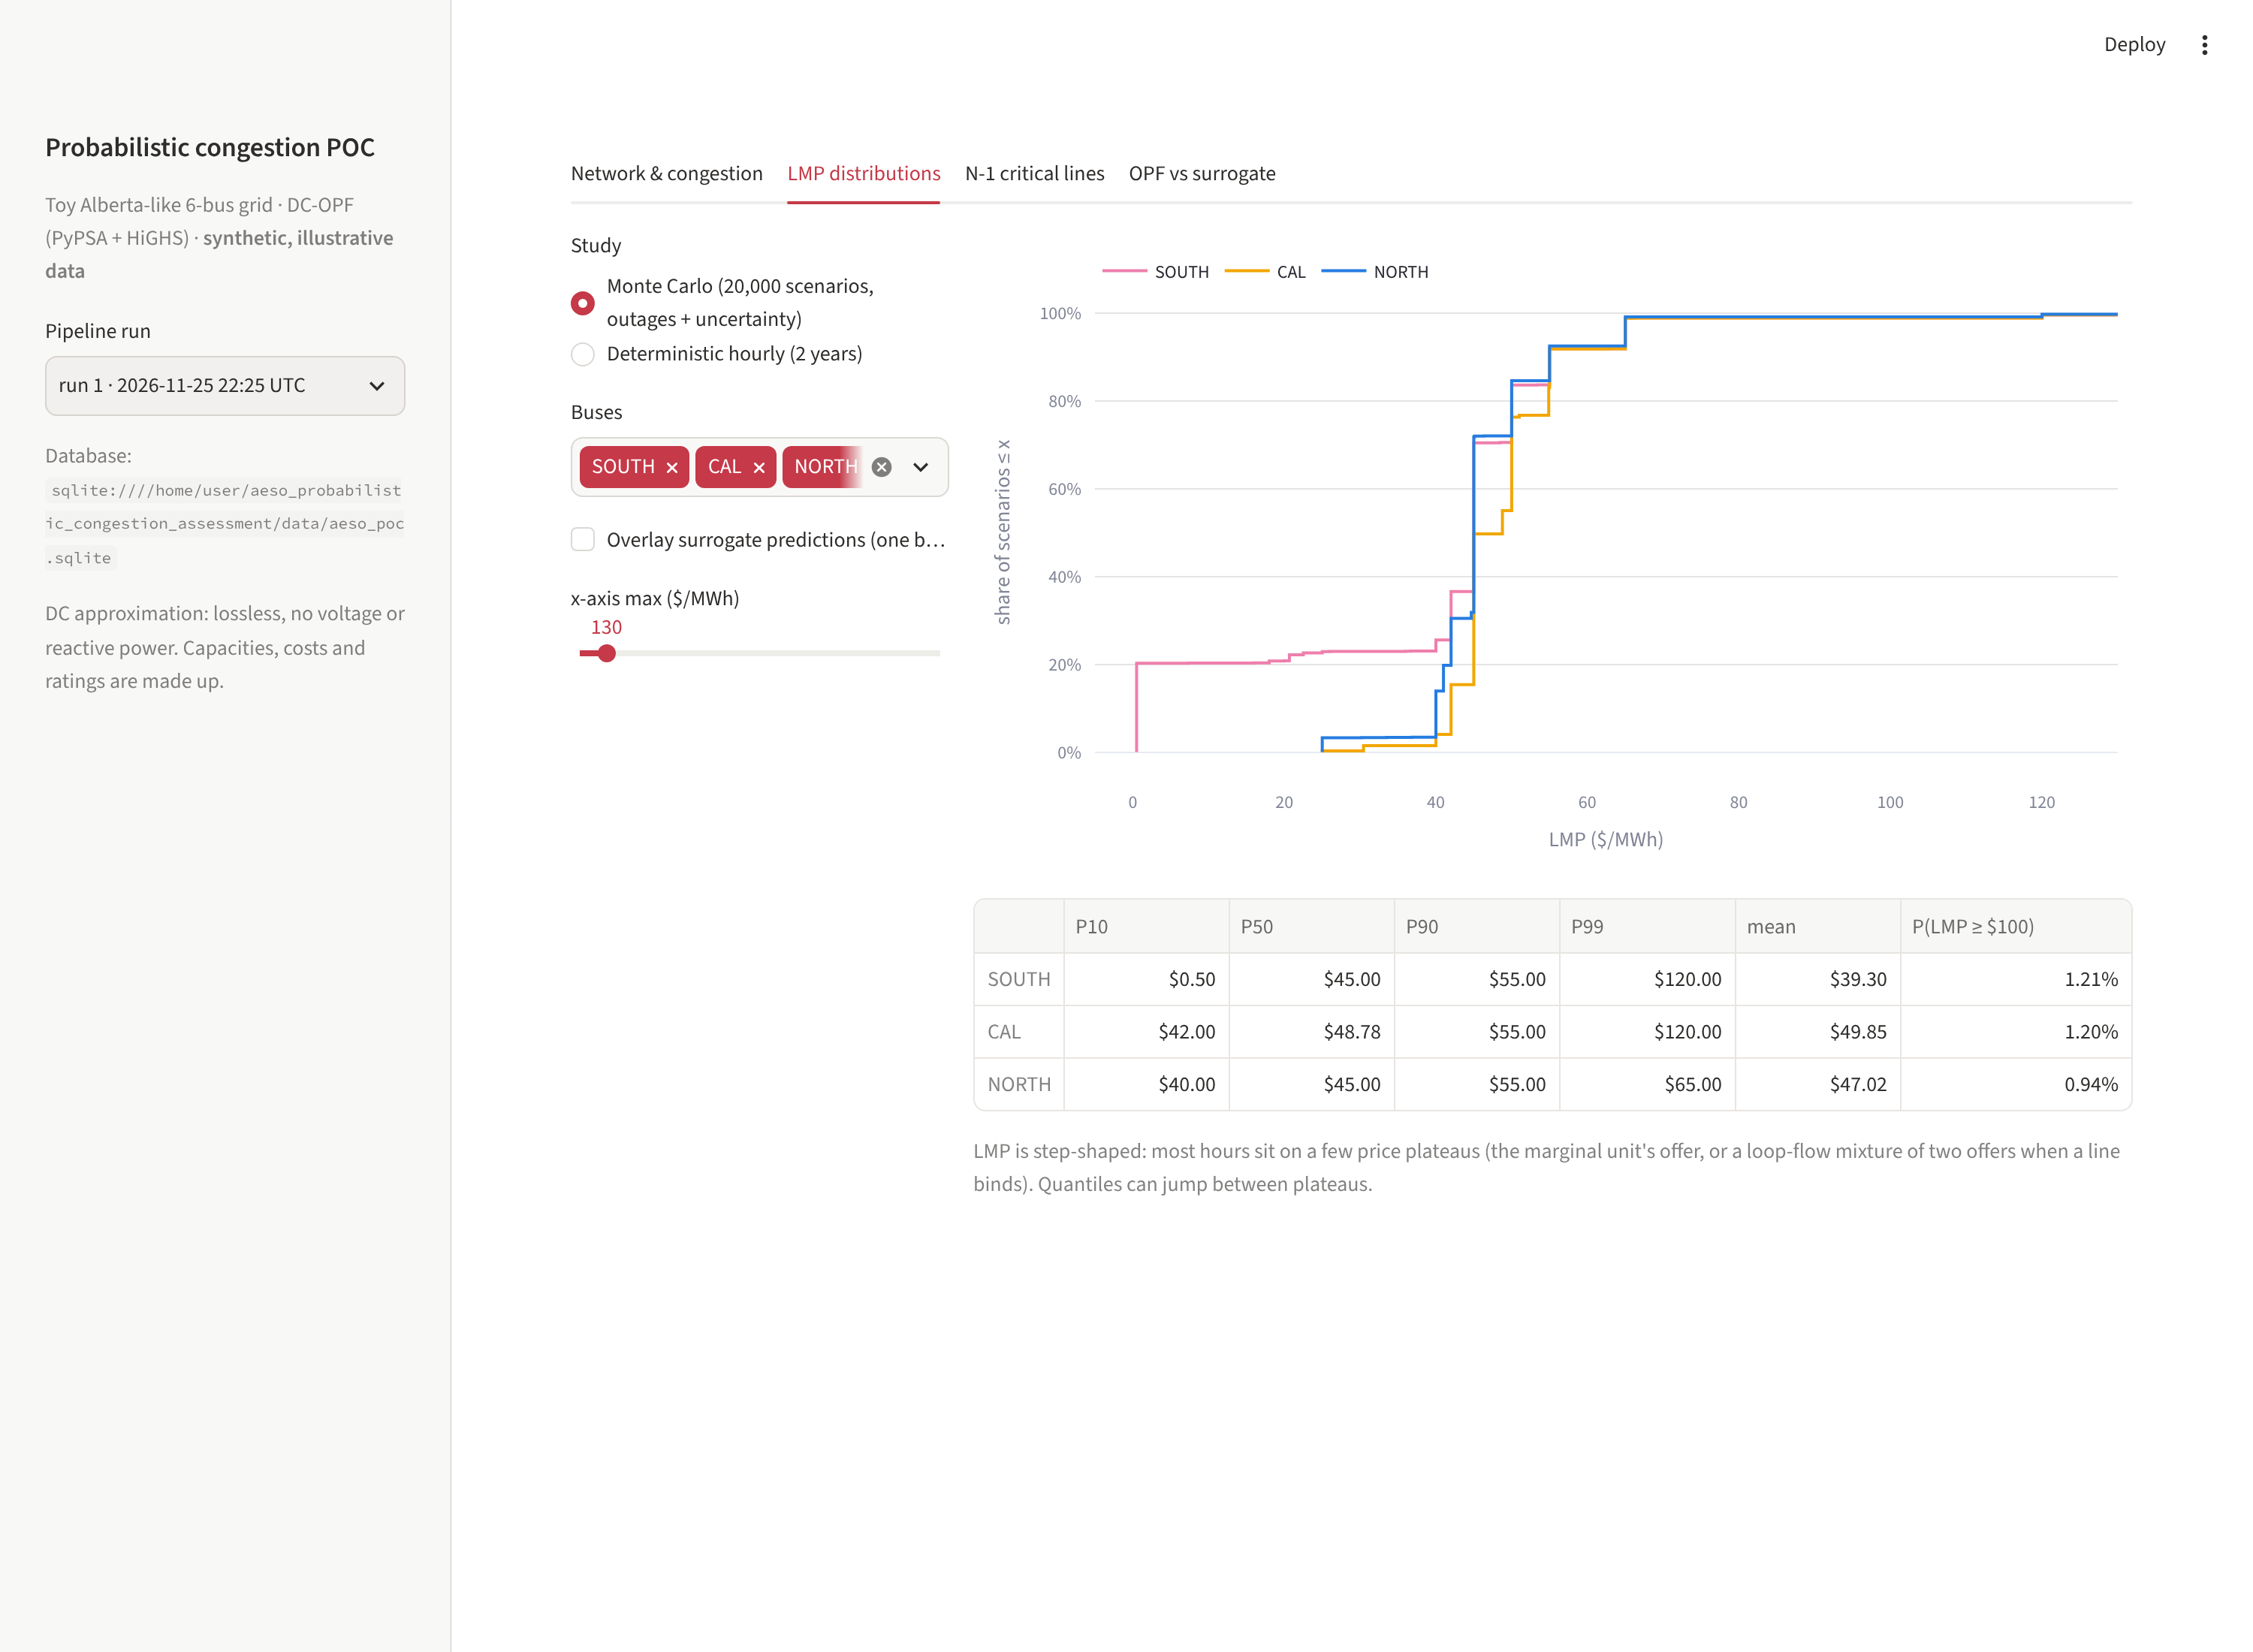 Deploy
Probabilistic congestion POC
Toy Alberta-like 6-bus grid · DC-OPF
(PyPSA + HiGHS) · synthetic, illustrative
data
Pipeline run
run 1 · 2026-11-25 22:25 UTC
Database:
sqlite:////home/user/aeso_probabilist
ic_congestion_assessment/data/aeso_poc
.sqlite
DC approximation: lossless, no voltage or
reactive power. Capacities, costs and
ratings are made up.
Network & congestion LMP distributions N-1 critical lines OPF vs surrogate
Study
Monte Carlo (20,000 scenarios,
outages + uncertainty)
Deterministic hourly (2 years)
Buses
SOUTH CAL NORTH
Overlay surrogate predictions (one b…
x-axis max ($/MWh)
130
SOUTH CAL NORTH
100%
80%
60%
40%
20%
0%
share of scenarios ≤ x
0 20 40 60 80 100 120
LMP ($/MWh)
P10 P50 P90 P99 mean P(LMP ≥ $100)
SOUTH $0.50 $45.00 $55.00 $120.00 $39.30 1.21%
CAL $42.00 $48.78 $55.00 $120.00 $49.85 1.20%
NORTH $40.00 $45.00 $55.00 $65.00 $47.02 0.94%
LMP is step-shaped: most hours sit on a few price plateaus (the marginal unit's offer, or a loop-flow mixture of two offers when a line
binds). Quantiles can jump between plateaus.